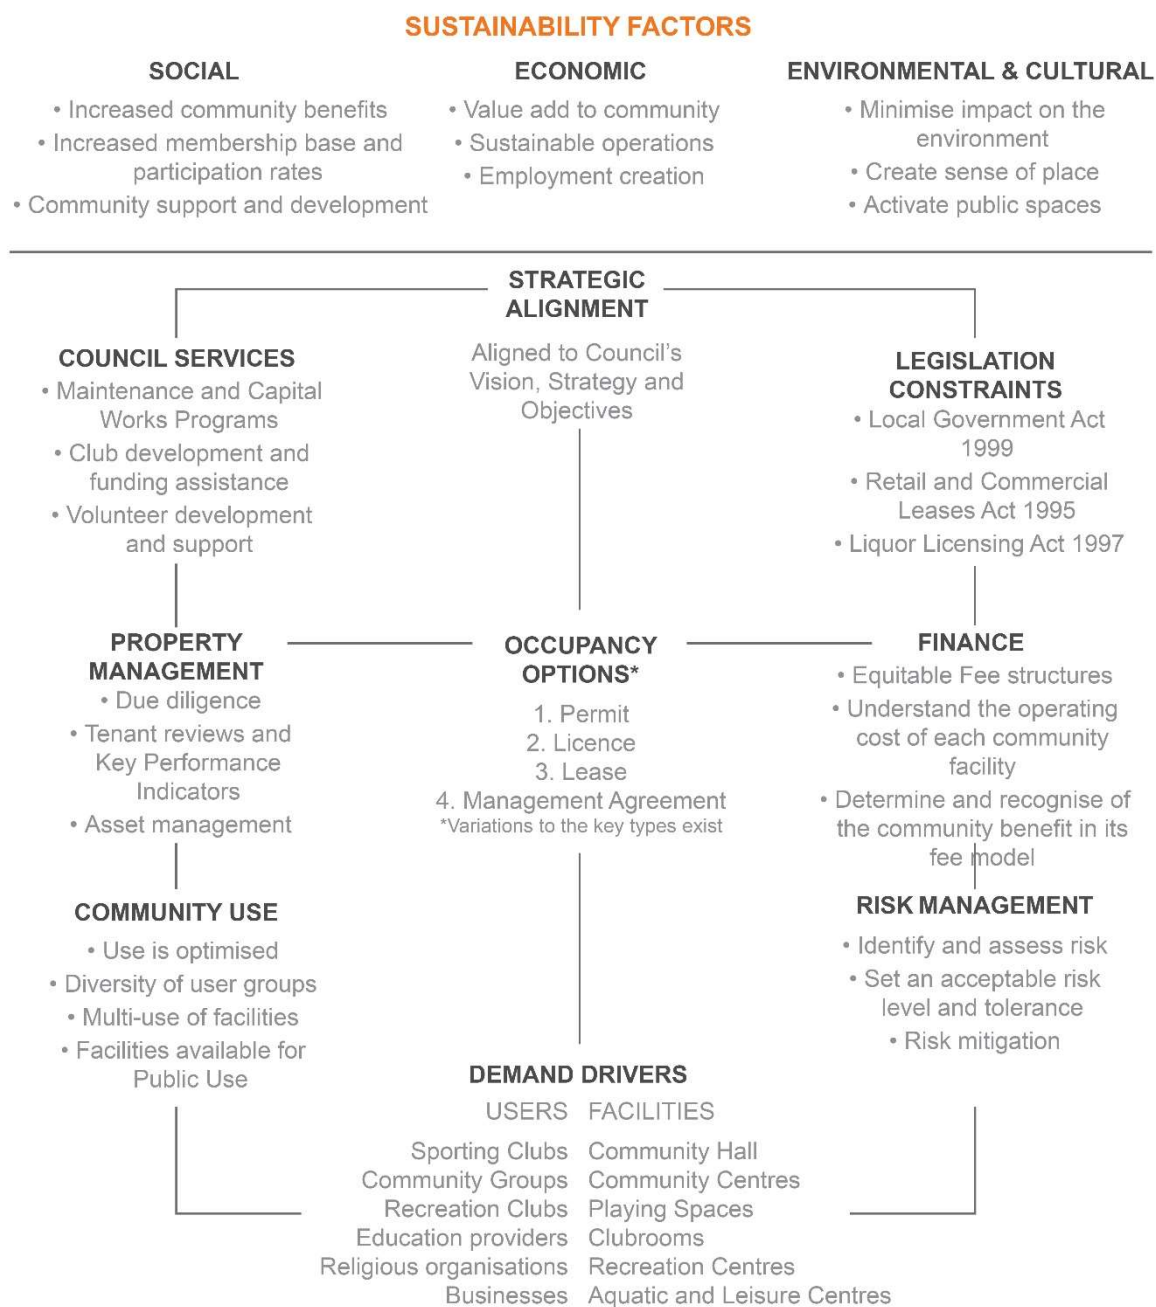 SUSTAINABILITY FACTORS
SOCIAL
• Increased community benefits
• Increased membership base and
participation rates
• Community support and development
ECONOMIC
• Value add to community
• Sustainable operations
• Employment creation
ENVIRONMENTAL & CULTURAL
• Minimise impact on the
environment
• Create sense of place
• Activate public spaces
STRATEGIC
ALIGNMENT
Aligned to Council’s
Vision, Strategy and
Objectives
COUNCIL SERVICES
• Maintenance and Capital
Works Programs
• Club development and
funding assistance
• Volunteer development
and support
LEGISLATION
CONSTRAINTS
• Local Government Act
1999
• Retail and Commercial
Leases Act 1995
• Liquor Licensing Act 1997
PROPERTY
MANAGEMENT
• Due diligence
• Tenant reviews and
Key Performance
Indicators
• Asset management
OCCUPANCY
OPTIONS*
1. Permit
2. Licence
3. Lease
4. Management Agreement
*Variations to the key types exist
FINANCE
• Equitable Fee structures
• Understand the operating
cost of each community
facility
• Determine and recognise of
the community benefit in its
fee model
COMMUNITY USE
• Use is optimised
• Diversity of user groups
• Multi-use of facilities
• Facilities available for
Public Use
RISK MANAGEMENT
• Identify and assess risk
• Set an acceptable risk
level and tolerance
• Risk mitigation
DEMAND DRIVERS
USERS FACILITIES
Sporting Clubs Community Hall
Community Groups Community Centres
Recreation Clubs Playing Spaces
Education providers Clubrooms
Religious organisations Recreation Centres
Businesses Aquatic and Leisure Centres